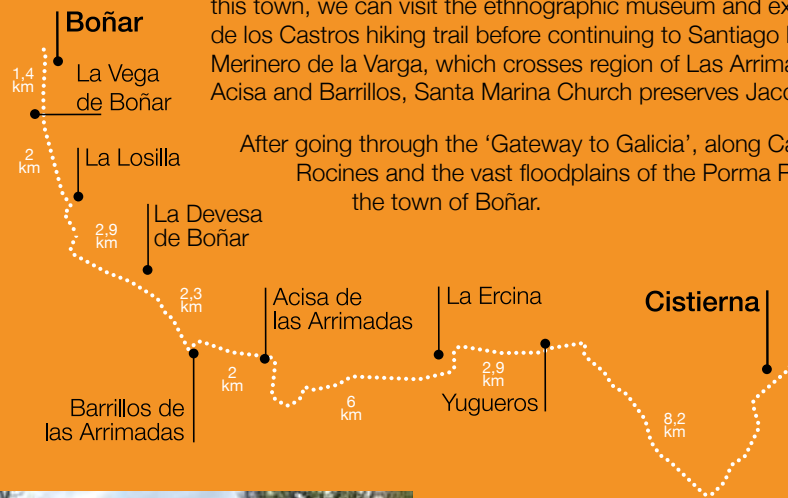 this town, we can visit the ethnographic museum and
de los Castros hiking trail before continuing to Santiago
Merinero de la Varga, which crosses region of Las
Acisa and Barrillos, Santa Marina Church preserves
After going through the ‘Gateway to Galicia’, along
Rocines and the vast floodplains of the Porma
the town of Boñar.
Boñar
1,4
km
La Vega
de Boñar
2
km
La Losilla
2,9
km
La Devesa
de Boñar
2,3
km
Barrillos de
las Arrimadas
2
km
Acisa de
las Arrimadas
6
km
La Ercina
2,9
km
Yugueros
8,2
km
Cistierna